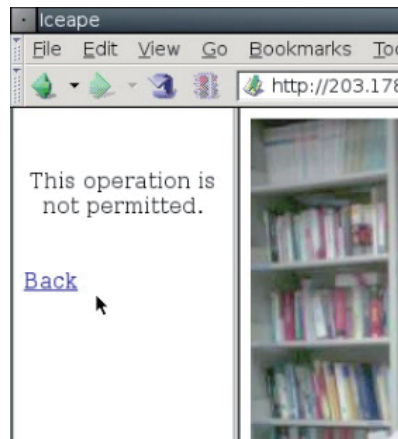 Iceape
File Edit View Go Bookmarks
http://203.178
This operation is
not permitted.
Back